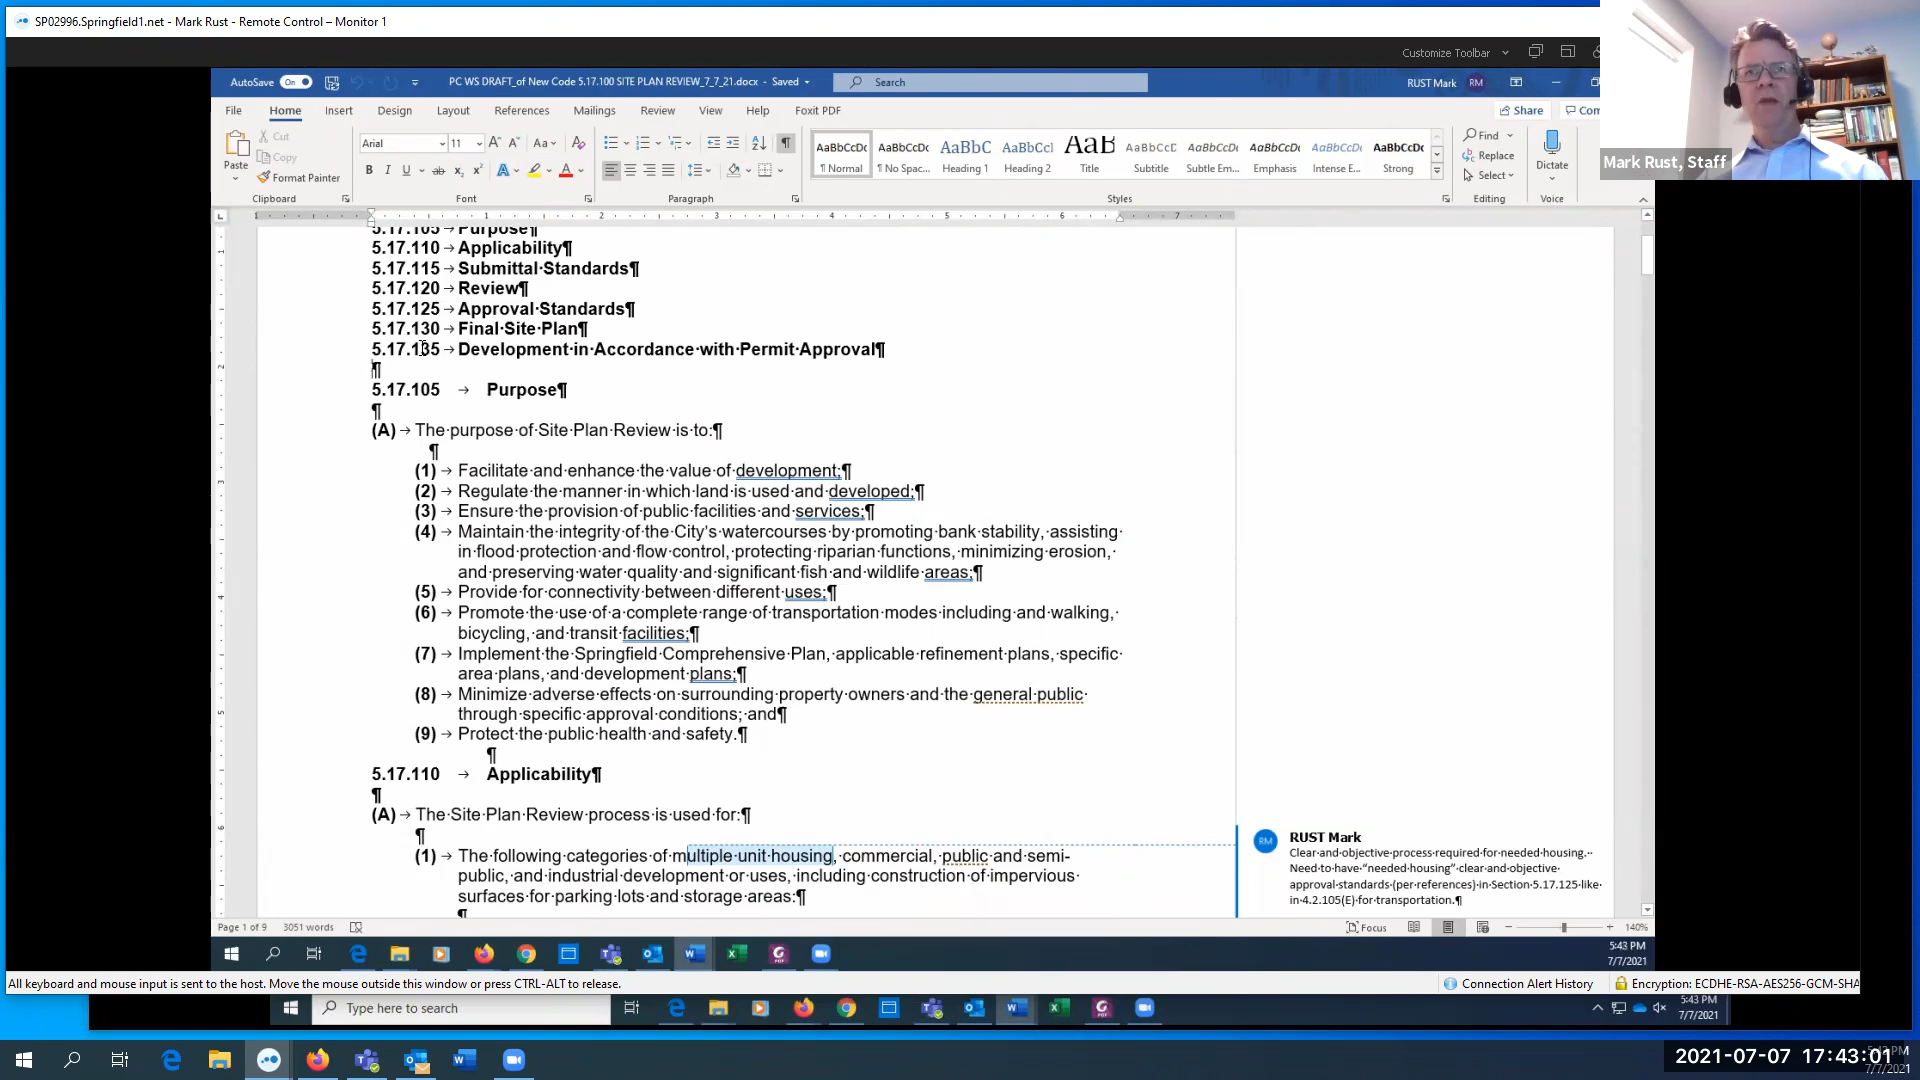 SP02996.Springfield1.net - Mark Rust - Remote Control – Monitor 1
Customize Toolbar
AutoSave On
PC WS DRAFT_of New Code 5.17.100 SITE PLAN REVIEW_7_7_21.docx - Saved
Search
RUST Mark RM
File Home Insert Design Layout References Mailings Review View Help Foxit PDF Share
Paste
Cut
Copy
Format Painter
Clipboard
Arial 11
Font
Paragraph
AaBbCcDc AaBbCcDc AaBbC AaBbCcl AaB AaBbCcD AaBbCcDc AaBbCcDc AaBbCcDc AaBbCcDc
¶ Normal ¶ No Spac... Heading 1 Heading 2 Title Subtitle Subtle Em... Emphasis Intense E... Strong
Styles
Find
Replace
Select
Editing
Dictate
Voice
Mark Rust, Staff
5.17.105→Purpose¶
5.17.110→Applicability¶
5.17.115→Submittal·Standards¶
5.17.120→Review¶
5.17.125→Approval·Standards¶
5.17.130→Final·Site·Plan¶
5.17.135→Development·in·Accordance·with·Permit·Approval¶
¶
5.17.105 → Purpose¶
¶
(A)→The·purpose·of·Site·Plan·Review·is·to:¶
¶
(1)→Facilitate·and·enhance·the·value·of·development;¶
(2)→Regulate·the·manner·in·which·land·is·used·and·developed;¶
(3)→Ensure·the·provision·of·public·facilities·and·services;¶
(4)→Maintain·the·integrity·of·the·City's·watercourses·by·promoting·bank·stability,·assisting·
in·flood·protection·and·flow·control,·protecting·riparian·functions,·minimizing·erosion,·
and·preserving·water·quality·and·significant·fish·and·wildlife·areas;¶
(5)→Provide·for·connectivity·between·different·uses;¶
(6)→Promote·the·use·of·a·complete·range·of·transportation·modes·including·and·walking,·
bicycling,·and·transit·facilities;¶
(7)→Implement·the·Springfield·Comprehensive·Plan,·applicable·refinement·plans,·specific·
area·plans,·and·development·plans;¶
(8)→Minimize·adverse·effects·on·surrounding·property·owners·and·the·general·public·
through·specific·approval·conditions;·and¶
(9)→Protect·the·public·health·and·safety.¶
¶
5.17.110 → Applicability¶
¶
(A)→The·Site·Plan·Review·process·is·used·for:¶
¶
(1)→The·following·categories·of·multiple·unit·housing,·commercial,·public·and·semi-
public,·and·industrial·development·or·uses,·including·construction·of·impervious·
surfaces·for·parking·lots·and·storage·areas:¶
¶
RM RUST Mark
Clear·and·objective·process·required·for·needed·housing.··
Need·to·have·“needed·housing”·clear·and·objective·
approval·standards·(per·references)·in·Section·5.17.125·like·
in·4.2.105(E)·for·transportation.¶
Page 1 of 9 3051 words
Focus
140%
5:43 PM
7/7/2021
All keyboard and mouse input is sent to the host. Move the mouse outside this window or press CTRL-ALT to release.
Connection Alert History
Encryption: ECDHE-RSA-AES256-GCM-SHA
Type here to search
5:43 PM
7/7/2021
2021-07-07 17:43:01